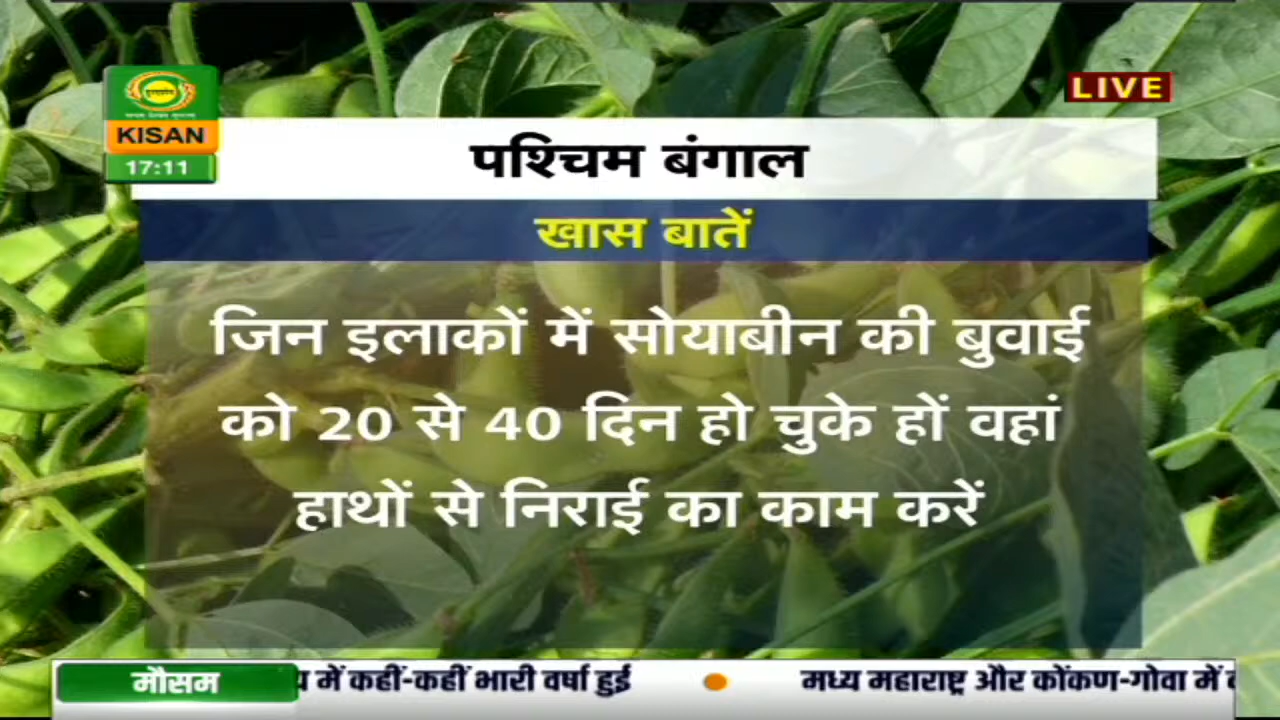 LIVE
KISAN
17:11
पश्चिम बंगाल
खास बातें
जिन इलाकों में सोयाबीन की बुवाई
को 20 से 40 दिन हो चुके हों वहां
हाथों से निराई का काम करें
मौसम
में कहीं-कहीं भारी वर्षा हुई
मध्य महाराष्ट्र और कोंकण-गोवा में